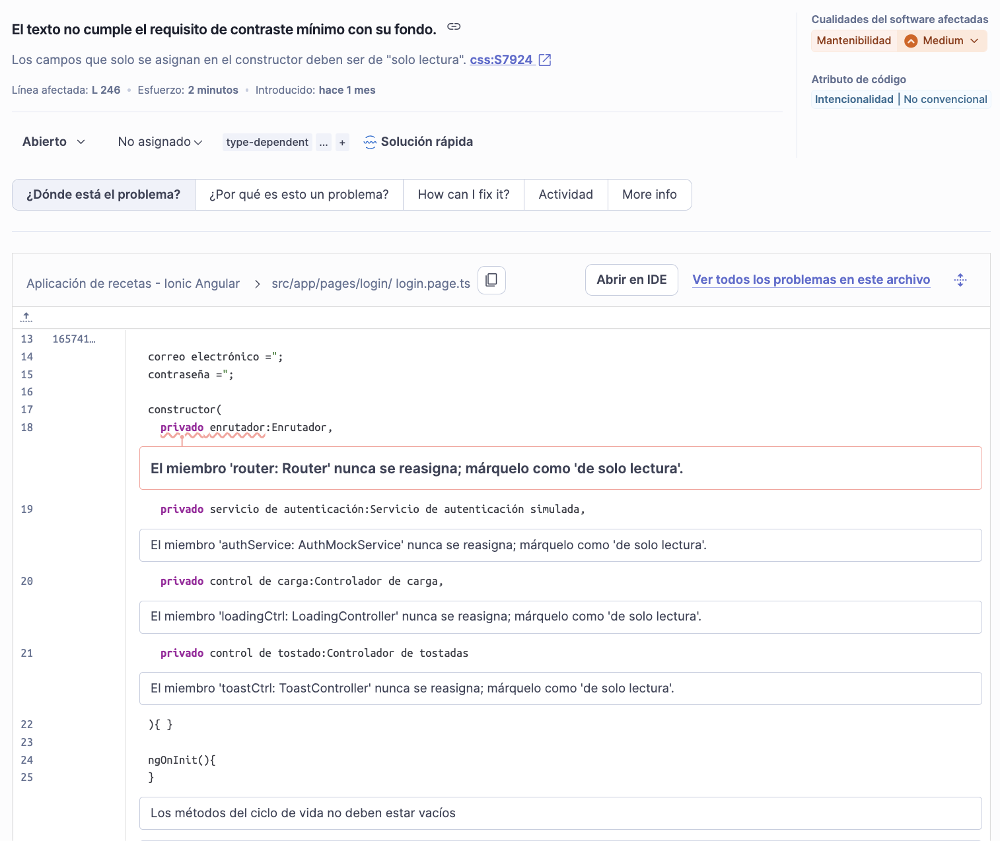 El texto no cumple el requisito de contraste mínimo con su fondo.
Los campos que solo se asignan en el constructor deben ser de "solo lectura". css:S7924
Línea afectada: L 246 • Esfuerzo: 2 minutos • Introducido: hace 1 mes
Cualidades del software afectadas
Mantenibilidad Medium
Atributo de código
Intencionalidad | No convencional
Abierto No asignado type-dependent ... + Solución rápida
¿Dónde está el problema? ¿Por qué es esto un problema? How can I fix it? Actividad More info
Aplicación de recetas - Ionic Angular > src/app/pages/login/ login.page.ts Abrir en IDE Ver todos los problemas en este archivo
13 165741…
14 correo electrónico ='';
15 contraseña ='';
16
17 constructor(
18 privado enrutador:Enrutador,
El miembro 'router: Router' nunca se reasigna; márquelo como 'de solo lectura'.
19 privado servicio de autenticación:Servicio de autenticación simulada,
El miembro 'authService: AuthMockService' nunca se reasigna; márquelo como 'de solo lectura'.
20 privado control de carga:Controlador de carga,
El miembro 'loadingCtrl: LoadingController' nunca se reasigna; márquelo como 'de solo lectura'.
21 privado control de tostado:Controlador de tostadas
El miembro 'toastCtrl: ToastController' nunca se reasigna; márquelo como 'de solo lectura'.
22 ){ }
23
24 ngOnInit(){
25 }
Los métodos del ciclo de vida no deben estar vacíos